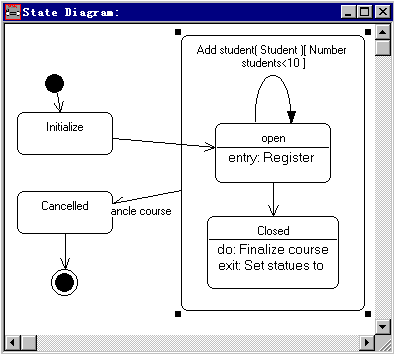 State Diagram:
Add student( Student )[ Number
students<10 ]
Initialize
open
entry: Register
Cancelled
ancle course
Closed
do: Finalize course
exit: Set statues to